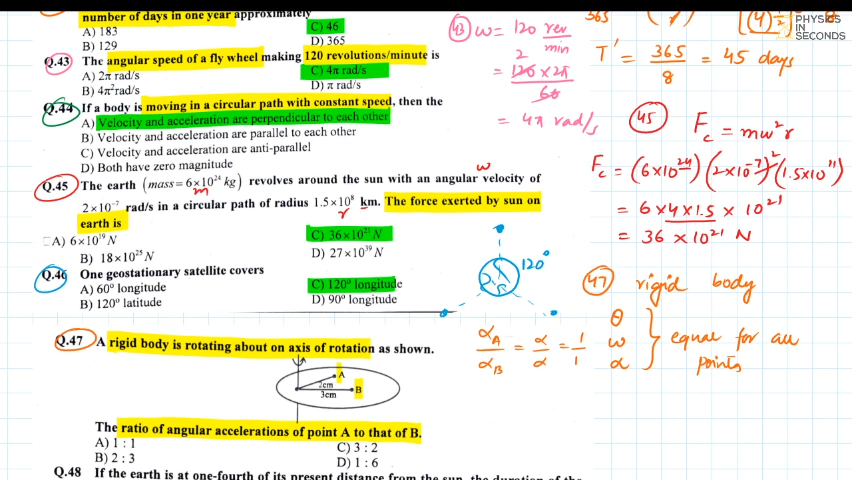 number of days in one year approximately
A) 183
C) 46
B) 129
D) 365
Q.43 The angular speed of a fly wheel making 120 revolutions/minute is
A) 2π rad/s
C) 4π rad/s
B) 4π²rad/s
D) π rad/s
Q.44 If a body is moving in a circular path with constant speed, then the
A) Velocity and acceleration are perpendicular to each other
B) Velocity and acceleration are parallel to each other
C) Velocity and acceleration are anti-parallel
D) Both have zero magnitude
ω
Q.45 The earth (mass = 6×10²⁴ kg) revolves around the sun with an angular velocity of
m
2×10⁻⁷ rad/s in a circular path of radius 1.5×10⁸ km. The force exerted by sun on
r
earth is
A) 6×10¹⁹ N
C) 36×10²¹ N
B) 18×10²⁵ N
D) 27×10³⁹ N
Q.46 One geostationary satellite covers
A) 60° longitude
C) 120° longitude
B) 120° latitude
D) 90° longitude
120°
Q.47 A rigid body is rotating about on axis of rotation as shown.
A
2cm
B
3cm
The ratio of angular accelerations of point A to that of B.
A) 1 : 1
C) 3 : 2
B) 2 : 3
D) 1 : 6
Q.48 If the earth is at one-fourth of its present distance from the sun, the duration of the
43 ω = 120 rev/min
= 120 × 2π / 60
2
= 4π rad/s
365
PHYSICS
IN
SECONDS
T' = 365/8 = 45 days
45 F_c = mω²r
F_c = (6×10²⁴)(2×10⁻⁷)²(1.5×10¹¹)
= 6 × 4 × 1.5 × 10²¹
= 36 × 10²¹ N
47 rigid body
θ
ω
α
equal for all
points
α_A/α_B = α/α = 1/1